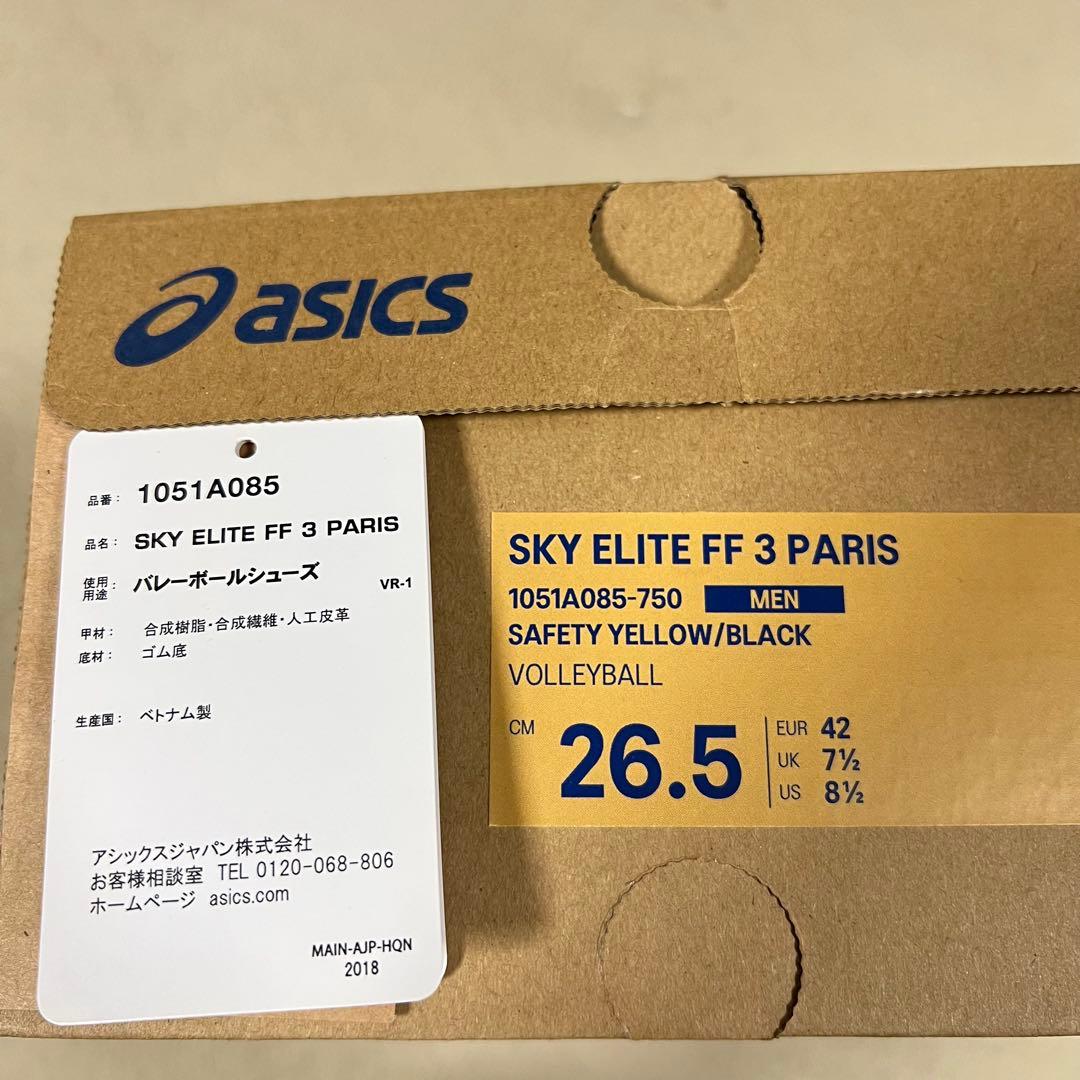 asics
品番: 1051A085
品名: SKY ELITE FF 3 PARIS
使用用途: バレーボールシューズ VR-1
甲材: 合成樹脂・合成繊維・人工皮革
底材: ゴム底
生産国: ベトナム製
アシックスジャパン株式会社
お客様相談室 TEL 0120-068-806
ホームページ asics.com
MAIN-AJP-HQN
2018
SKY ELITE FF 3 PARIS
1051A085-750 MEN
SAFETY YELLOW/BLACK
VOLLEYBALL
CM 26.5
EUR 42
UK 7½
US 8½